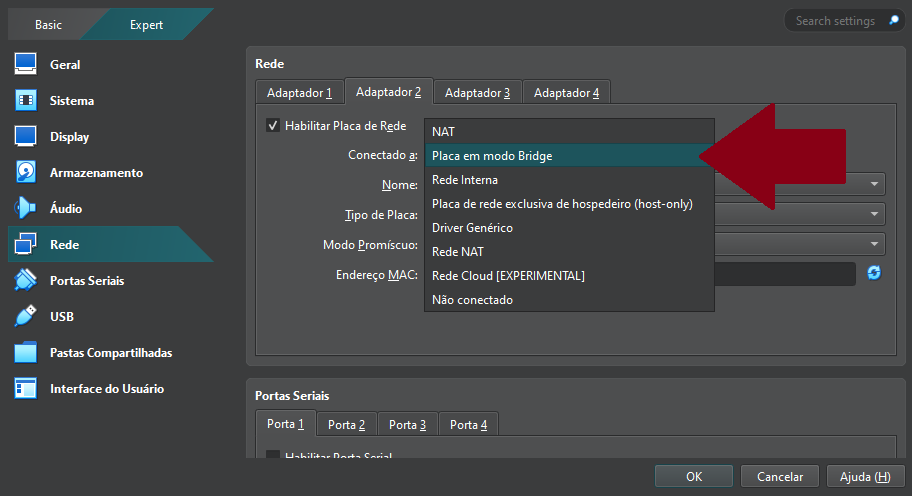 Basic
Expert
Search settings
Geral
Sistema
Display
Armazenamento
Áudio
Rede
Portas Seriais
USB
Pastas Compartilhadas
Interface do Usuário
Rede
Adaptador 1
Adaptador 2
Adaptador 3
Adaptador 4
Habilitar Placa de Rede
Conectado a:
Nome:
Tipo de Placa:
Modo Promíscuo:
Endereço MAC:
NAT
Placa em modo Bridge
Rede Interna
Placa de rede exclusiva de hospedeiro (host-only)
Driver Genérico
Rede NAT
Rede Cloud [EXPERIMENTAL]
Não conectado
Portas Seriais
Porta 1
Porta 2
Porta 3
Porta 4
Habilitar Porta Serial
OK
Cancelar
Ajuda (H)